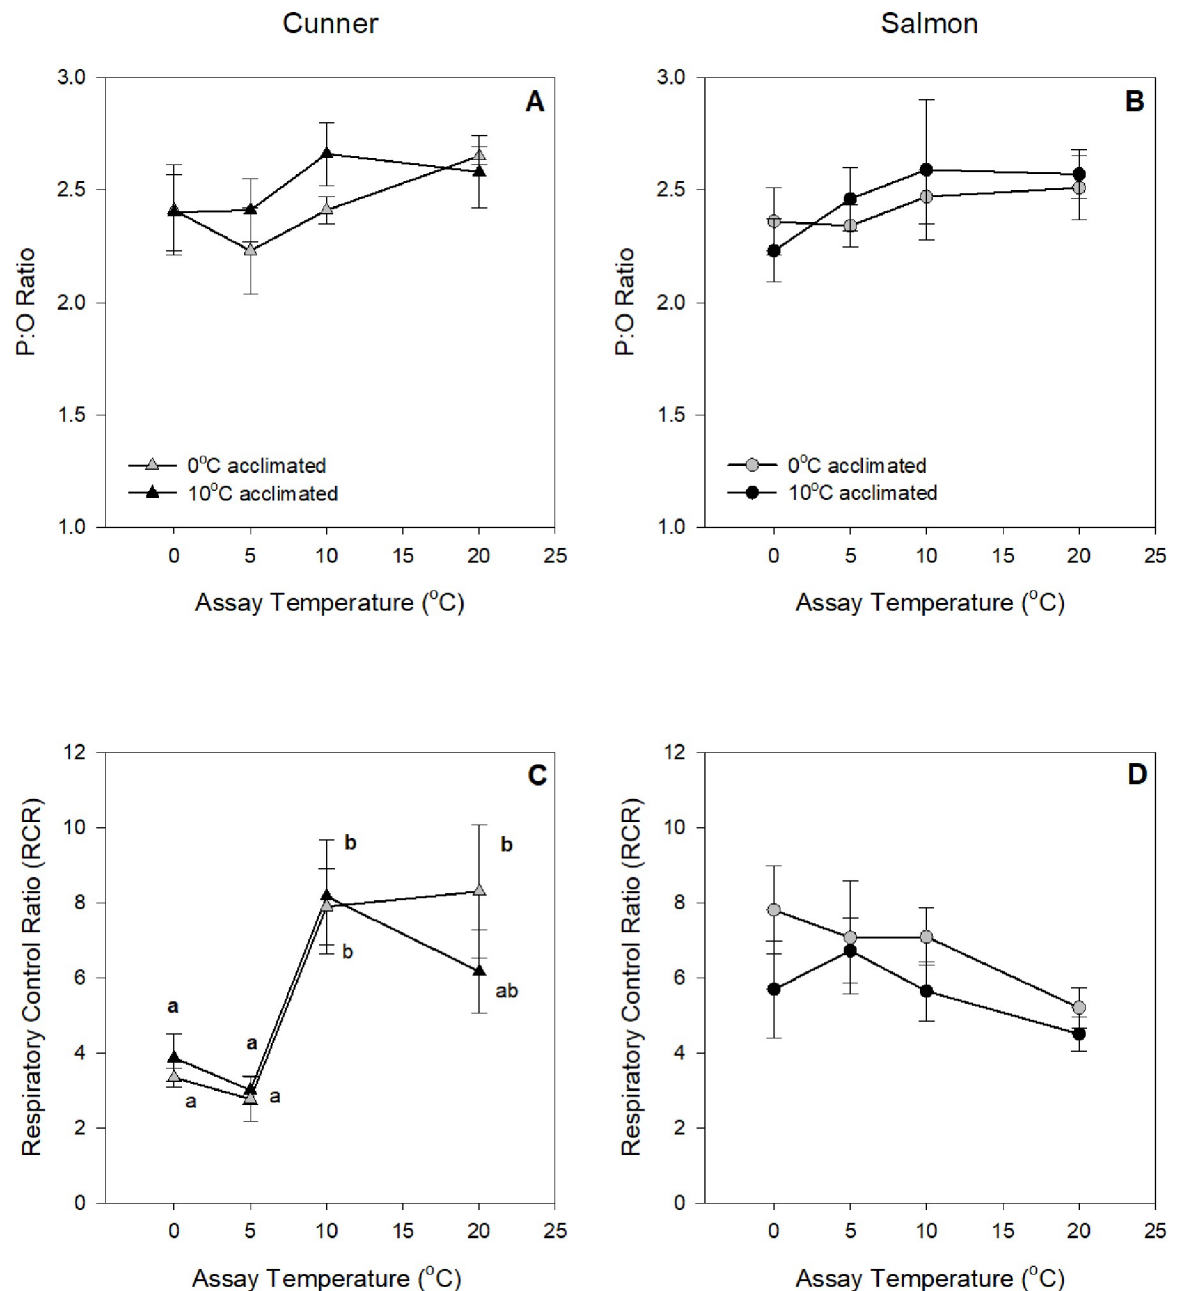 Cunner
Salmon
3.0
2.5
2.0
1.5
1.0
P:O Ratio
A
0°C acclimated
10°C acclimated
0 5 10 15 20 25
Assay Temperature (°C)
3.0
2.5
2.0
1.5
1.0
P:O Ratio
B
0°C acclimated
10°C acclimated
0 5 10 15 20 25
Assay Temperature (°C)
12
10
8
6
4
2
0
Respiratory Control Ratio (RCR)
C
b
b
b
ab
a
a
a
a
0 5 10 15 20 25
Assay Temperature (°C)
12
10
8
6
4
2
0
Respiratory Control Ratio (RCR)
D
0 5 10 15 20 25
Assay Temperature (°C)